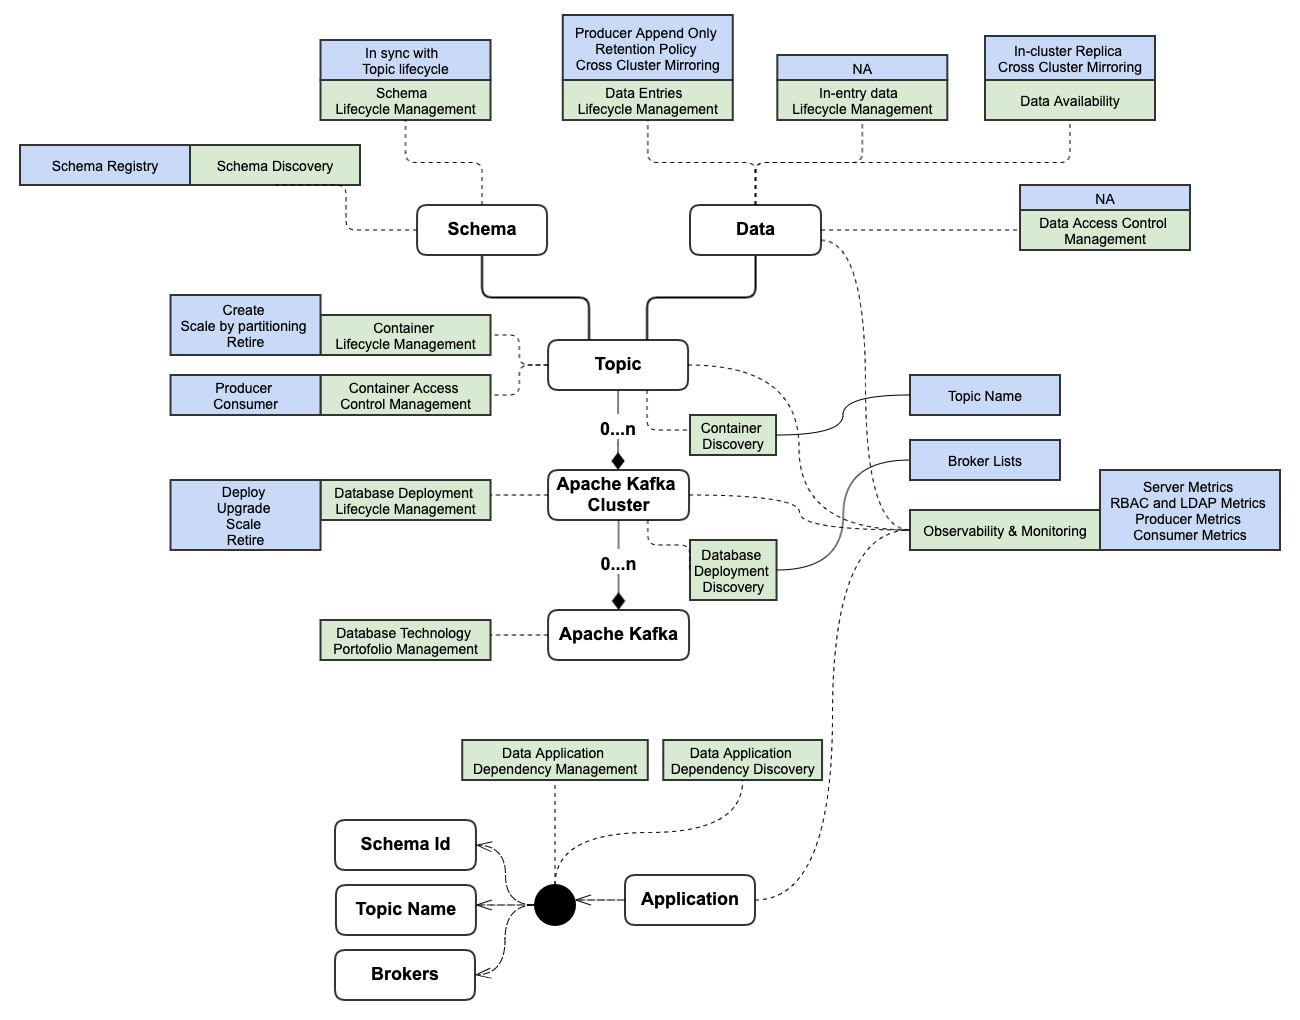 Producer Append Only
Retention Policy
Cross Cluster Mirroring
In sync with
Topic lifecycle
NA
In-cluster Replica
Cross Cluster Mirroring
Schema
Lifecycle Management
Data Entries
Lifecycle Management
In-entry data
Lifecycle Management
Data Availability
Schema Registry
Schema Discovery
NA
Data Access Control
Management
Schema
Data
Create
Scale by partitioning
Retire
Container
Lifecycle Management
Topic
Producer
Consumer
Container Access
Control Management
Topic Name
0...n
Container
Discovery
Broker Lists
Deploy
Upgrade
Scale
Retire
Database Deployment
Lifecycle Management
Apache Kafka
Cluster
Server Metrics
RBAC and LDAP Metrics
Producer Metrics
Consumer Metrics
Observability & Monitoring
0...n
Database
Deployment
Discovery
Database Technology
Portofolio Management
Apache Kafka
Data Application
Dependency Management
Data Application
Dependency Discovery
Schema Id
Topic Name
Application
Brokers